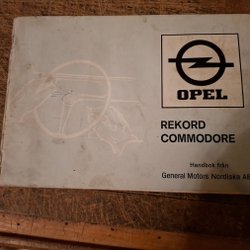 OPEL
REKORD
COMMODORE
Handbok från
General Motors Nordiska AB